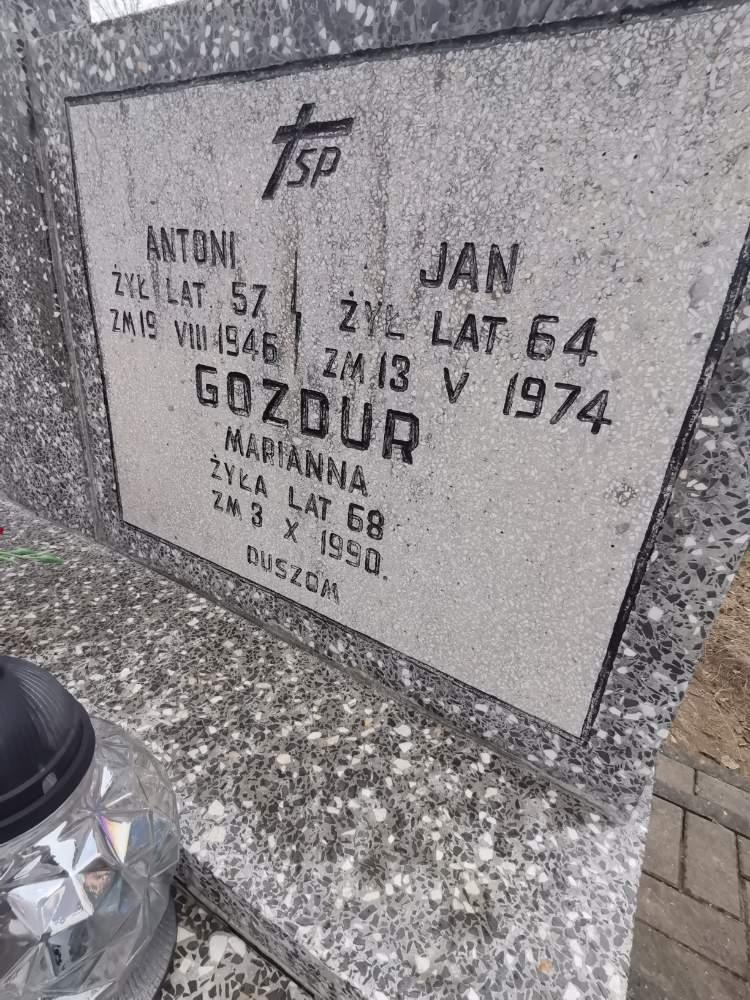 ŚP
ANTONI
ŻYŁ LAT 57
ZM 19 VIII 1946
JAN
ŻYŁ LAT 64
ZM 13 V 1974
GOZDUR
MARIANNA
ŻYŁA LAT 68
ZM 3 X 1990.
DUSZOM